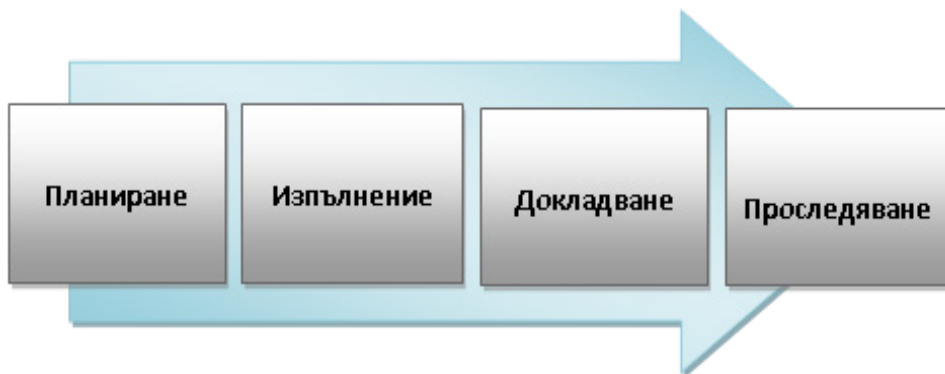 Планиране
Изпълнение
Докладване
Проследяване